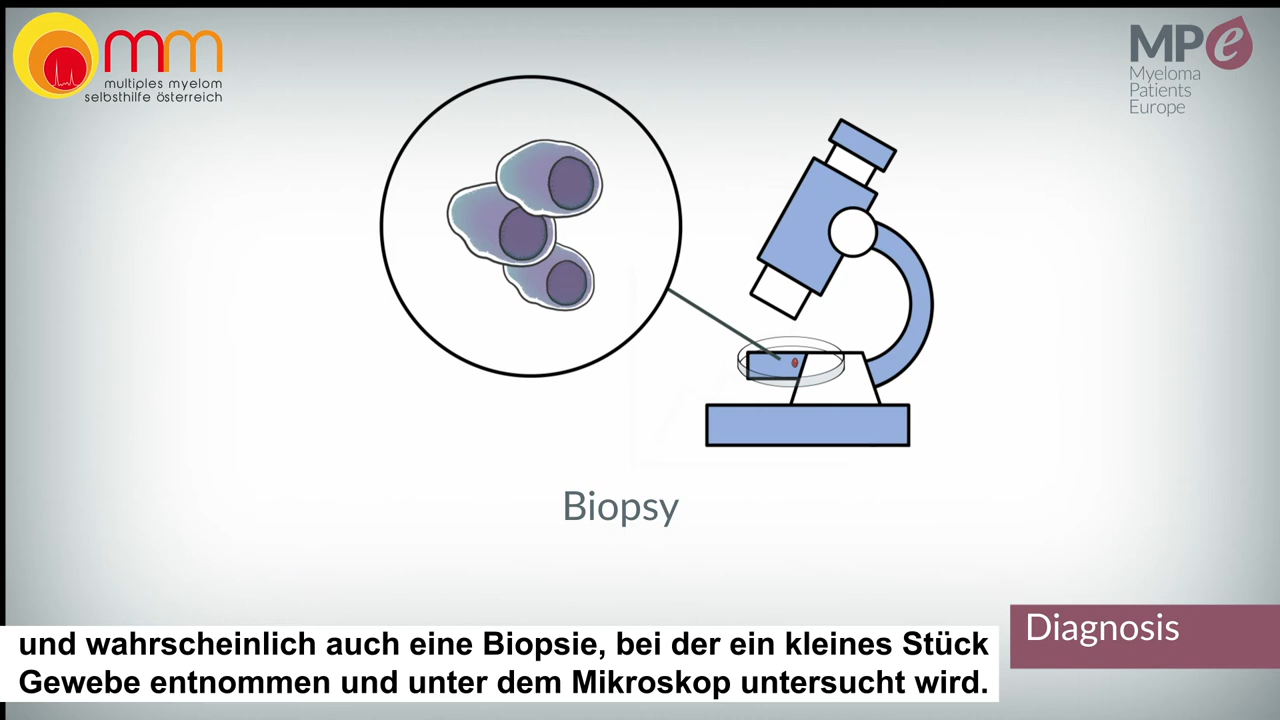 mm
multiples myelom
selbsthilfe österreich
MPe
Myeloma
Patients
Europe
Biopsy
Diagnosis
und wahrscheinlich auch eine Biopsie, bei der ein kleines Stück
Gewebe entnommen und unter dem Mikroskop untersucht wird.